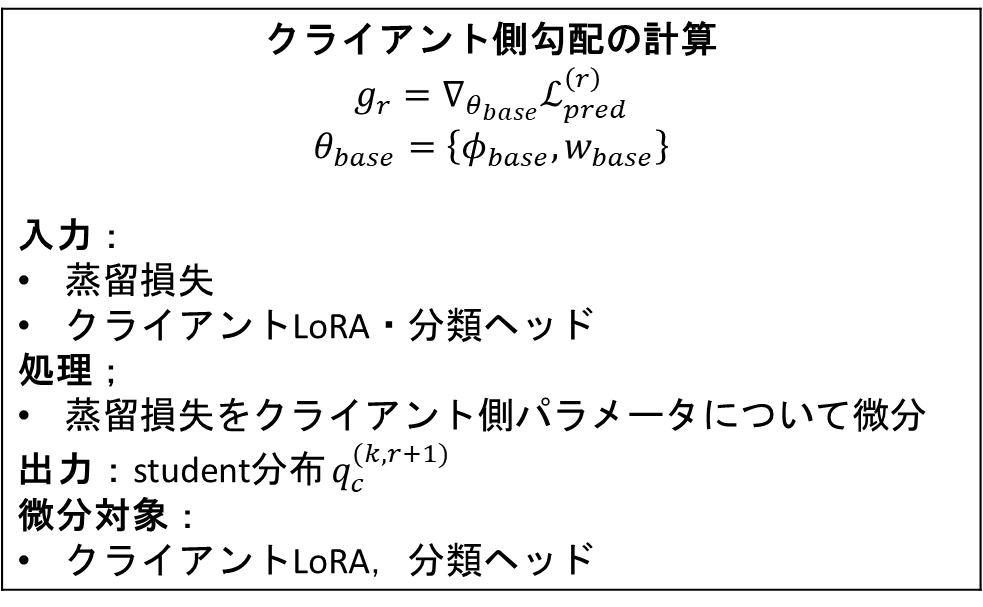 クライアント側勾配の計算
$g_r = \nabla_{\theta_{base}} \mathcal{L}_{pred}^{(r)}$
$\theta_{base} = \{\phi_{base}, w_{base}\}$
入力：
• 蒸留損失
• クライアントLoRA・分類ヘッド
処理；
• 蒸留損失をクライアント側パラメータについて微分
出力：student分布 $q_c^{(k,r+1)}$
微分対象：
• クライアントLoRA，分類ヘッド